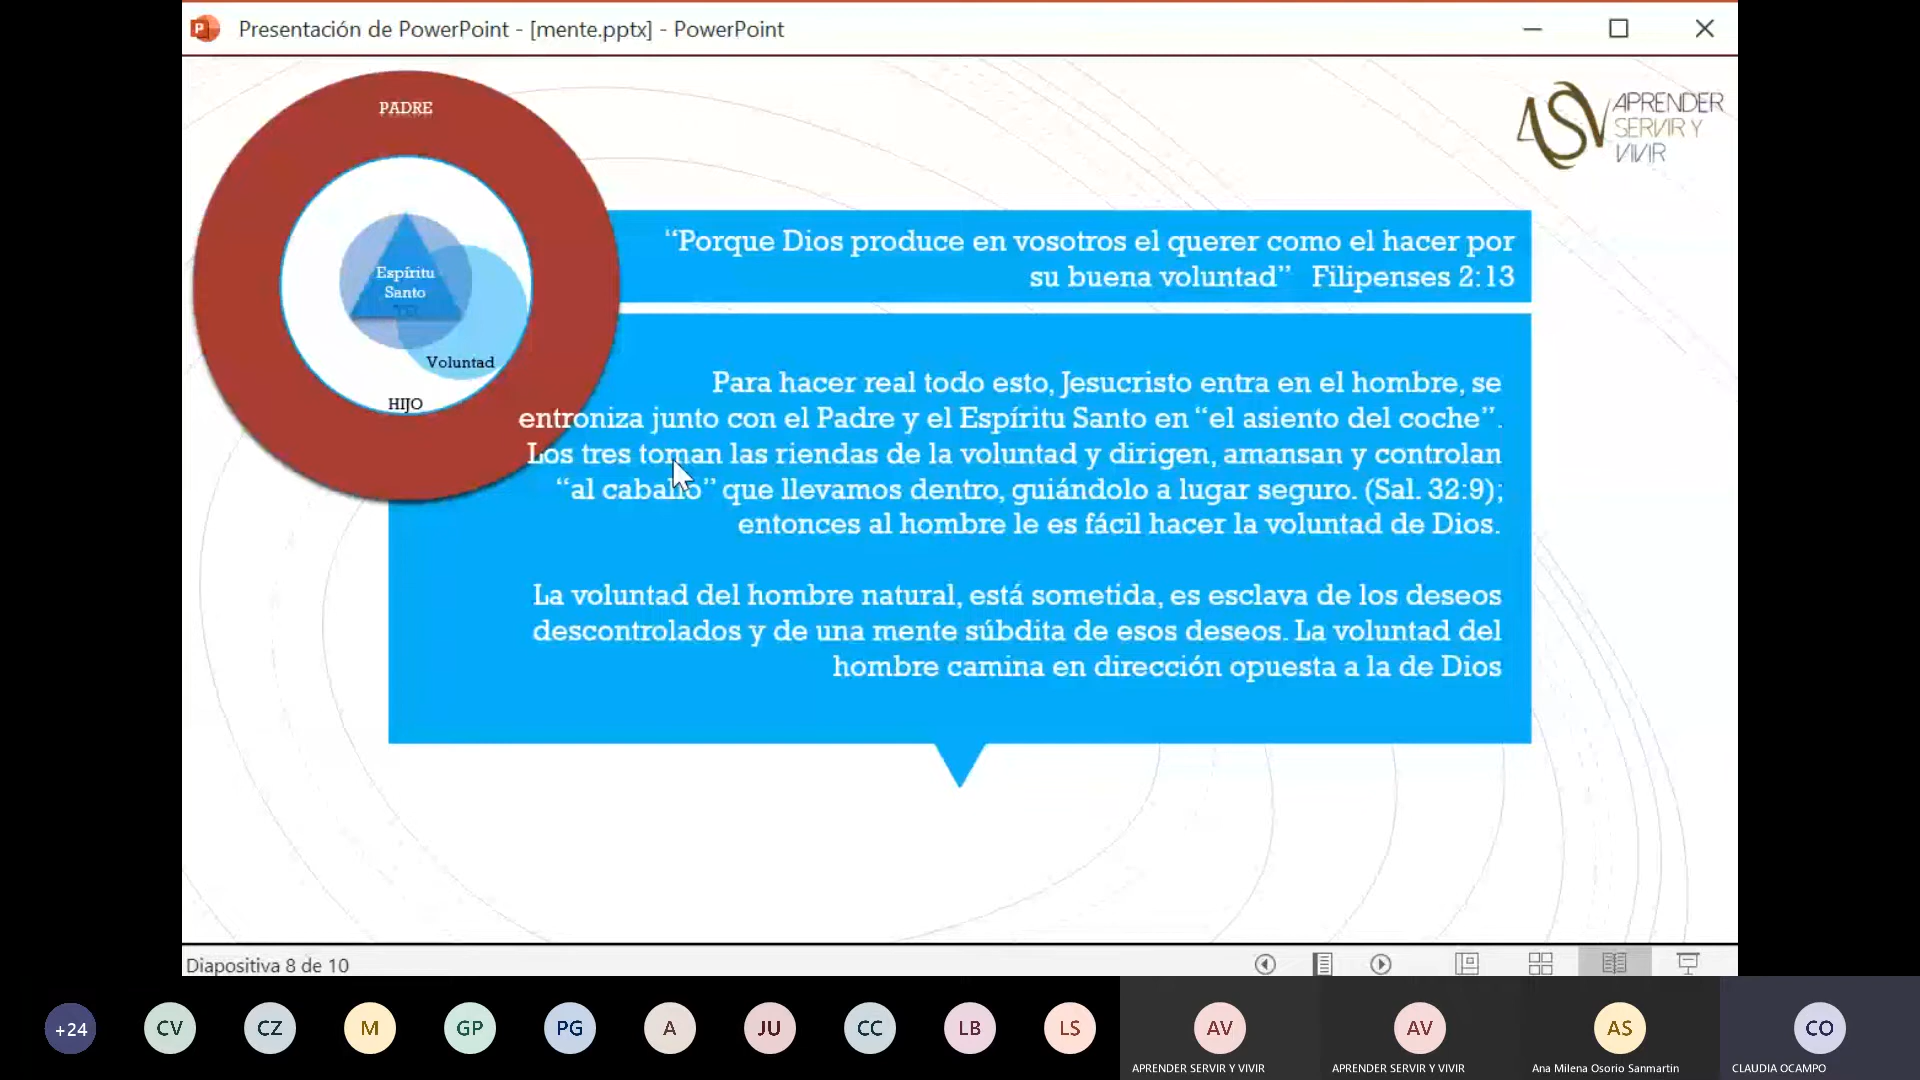 Presentación de PowerPoint - [mente.pptx] - PowerPoint
PADRE
ASV APRENDER
SERVIR Y
VIVIR
Espíritu
Santo
Voluntad
HIJO
“Porque Dios produce en vosotros el querer como el hacer por
su buena voluntad” Filipenses 2:13
Para hacer real todo esto, Jesucristo entra en el hombre, se
entroniza junto con el Padre y el Espíritu Santo en “el asiento del coche”.
Los tres toman las riendas de la voluntad y dirigen, amansan y controlan
“al caballo” que llevamos dentro, guiándolo a lugar seguro. (Sal. 32:9);
entonces al hombre le es fácil hacer la voluntad de Dios.
La voluntad del hombre natural, está sometida, es esclava de los deseos
descontrolados y de una mente súbdita de esos deseos. La voluntad del
hombre camina en dirección opuesta a la de Dios
Diapositiva 8 de 10
+24 CV CZ M GP PG A JU CC LB LS AV AV AS CO
APRENDER SERVIR Y VIVIR APRENDER SERVIR Y VIVIR Ana Milena Osorio Sanmartin CLAUDIA OCAMPO